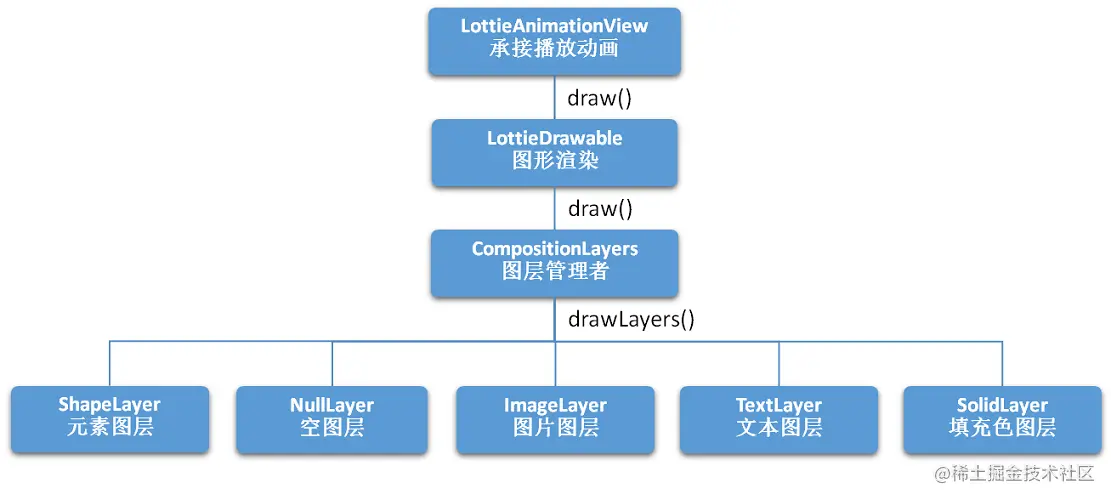 LottieAnimationView
承接播放动画
draw()
LottieDrawable
图形渲染
draw()
CompositionLayers
图层管理者
drawLayers()
ShapeLayer
元素图层
NullLayer
空图层
ImageLayer
图片图层
TextLayer
文本图层
SolidLayer
填充色图层
@稀土掘金技术社区